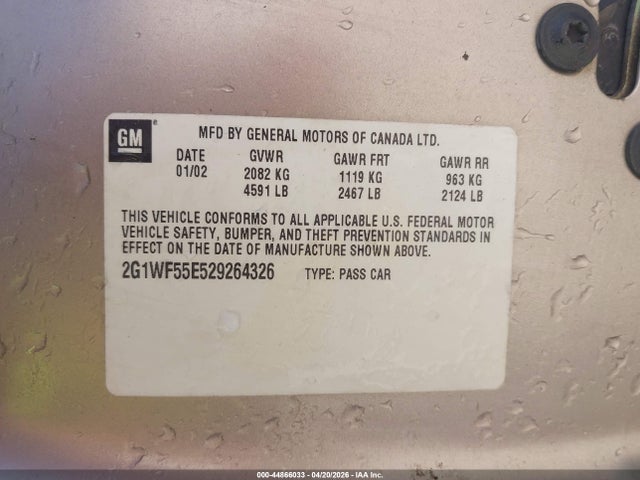 GM ®
MFD BY GENERAL MOTORS OF CANADA LTD.
DATE GVWR GAWR FRT GAWR RR
01/02 2082 KG 1119 KG 963 KG
4591 LB 2467 LB 2124 LB
THIS VEHICLE CONFORMS TO ALL APPLICABLE U.S. FEDERAL MOTOR
VEHICLE SAFETY, BUMPER, AND THEFT PREVENTION STANDARDS IN
EFFECT ON THE DATE OF MANUFACTURE SHOWN ABOVE.
2G1WF55E529264326 TYPE: PASS CAR
000-44866033 - 04/20/2026 - IAA Inc.